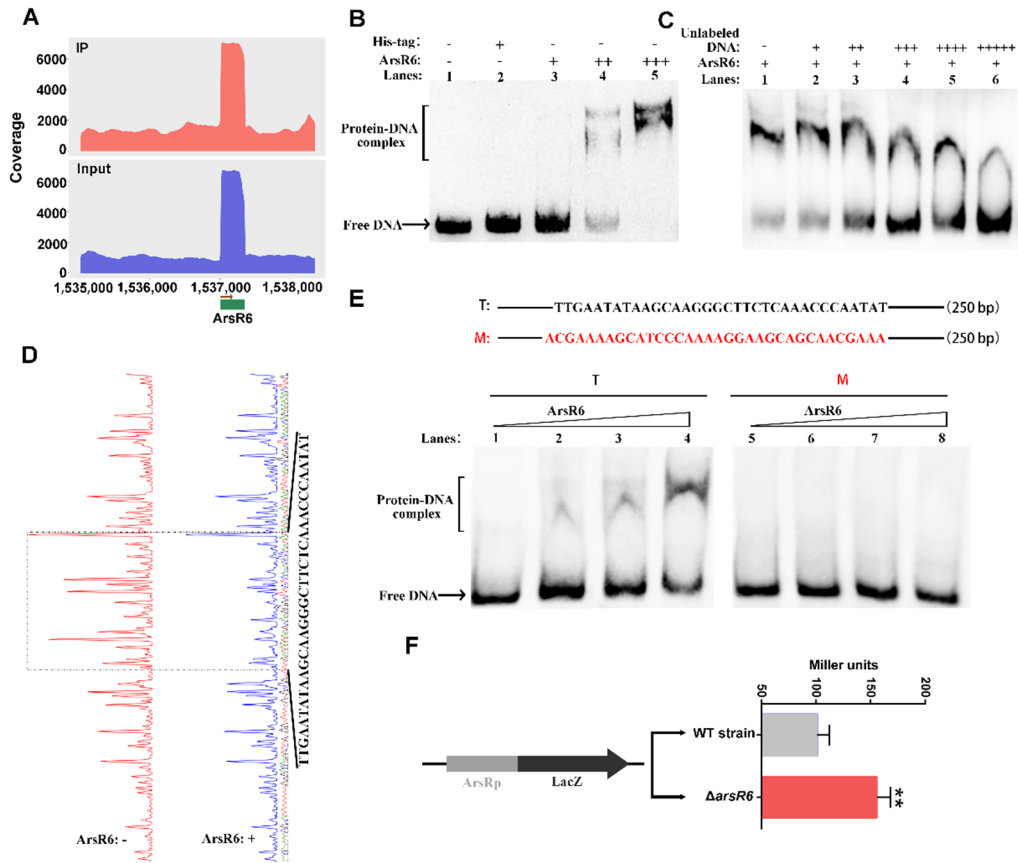 A
IP
6000
4000
2000
0
Coverage
Input
6000
4000
2000
0
1,535,000 1,536,000 1,537,000 1,538,000
ArsR6
B
His-tag: - + - - -
ArsR6: - - + ++ +++
Lanes: 1 2 3 4 5
Protein-DNA
complex
Free DNA
C
Unlabeled
DNA: - + ++ +++ ++++ +++++
ArsR6: + + + + + +
Lanes: 1 2 3 4 5 6
D
TTGAATATAAGCAAGGGCTTCTCAAACCCAATAT
ArsR6: - ArsR6: +
E
T: TTGAATATAAGCAAGGGCTTCTCAAACCCAATAT (250 bp)
M: ACGAAAAGCATCCCAAAAGGAAGCAGCAACGAAA (250 bp)
T M
ArsR6 ArsR6
Lanes: 1 2 3 4 5 6 7 8
Protein-DNA
complex
Free DNA
F
Miller units
50 100 150 200
WT strain
ΔarsR6
**
ArsRp LacZ